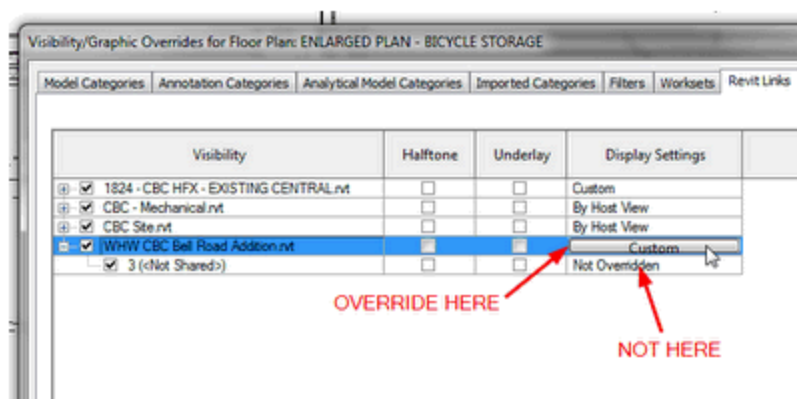 Visibility/Graphic Overrides for Floor Plan: ENLARGED PLAN - BICYCLE STORAGE
Model Categories Annotation Categories Analytical Model Categories Imported Categories Filters Worksets Revit Links
Visibility Halftone Underlay Display Settings
1824 - CBC HFX - EXISTING CENTRAL.rvt Custom
CBC - Mechanical.rvt By Host View
CBC Site.rvt By Host View
WHW CBC Bell Road Addition.rvt Custom
3 (<Not Shared>) Not Overridden
OVERRIDE HERE
NOT HERE